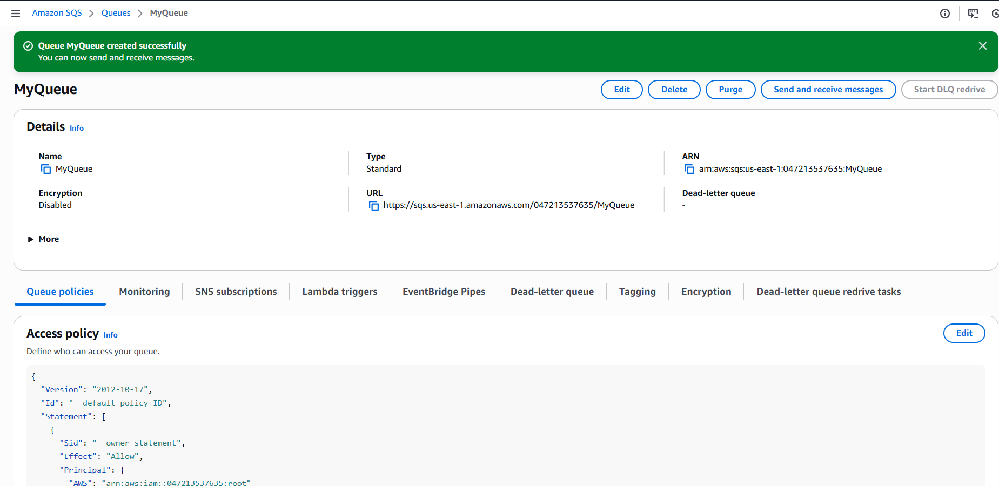 Amazon SQS > Queues > MyQueue
Queue MyQueue created successfully
You can now send and receive messages.
MyQueue
Edit Delete Purge Send and receive messages Start DLQ redrive
Details Info
Name Type ARN
MyQueue Standard arn:aws:sqs:us-east-1:047213537635:MyQueue
Encryption URL Dead-letter queue
Disabled https://sqs.us-east-1.amazonaws.com/047213537635/MyQueue -
More
Queue policies Monitoring SNS subscriptions Lambda triggers EventBridge Pipes Dead-letter queue Tagging Encryption Dead-letter queue redrive tasks
Access policy Info Edit
Define who can access your queue.
{
"Version": "2012-10-17",
"Id": "__default_policy_ID",
"Statement": [
{
"Sid": "__owner_statement",
"Effect": "Allow",
"Principal": {
"AWS": "arn:aws:iam::047213537635:root"